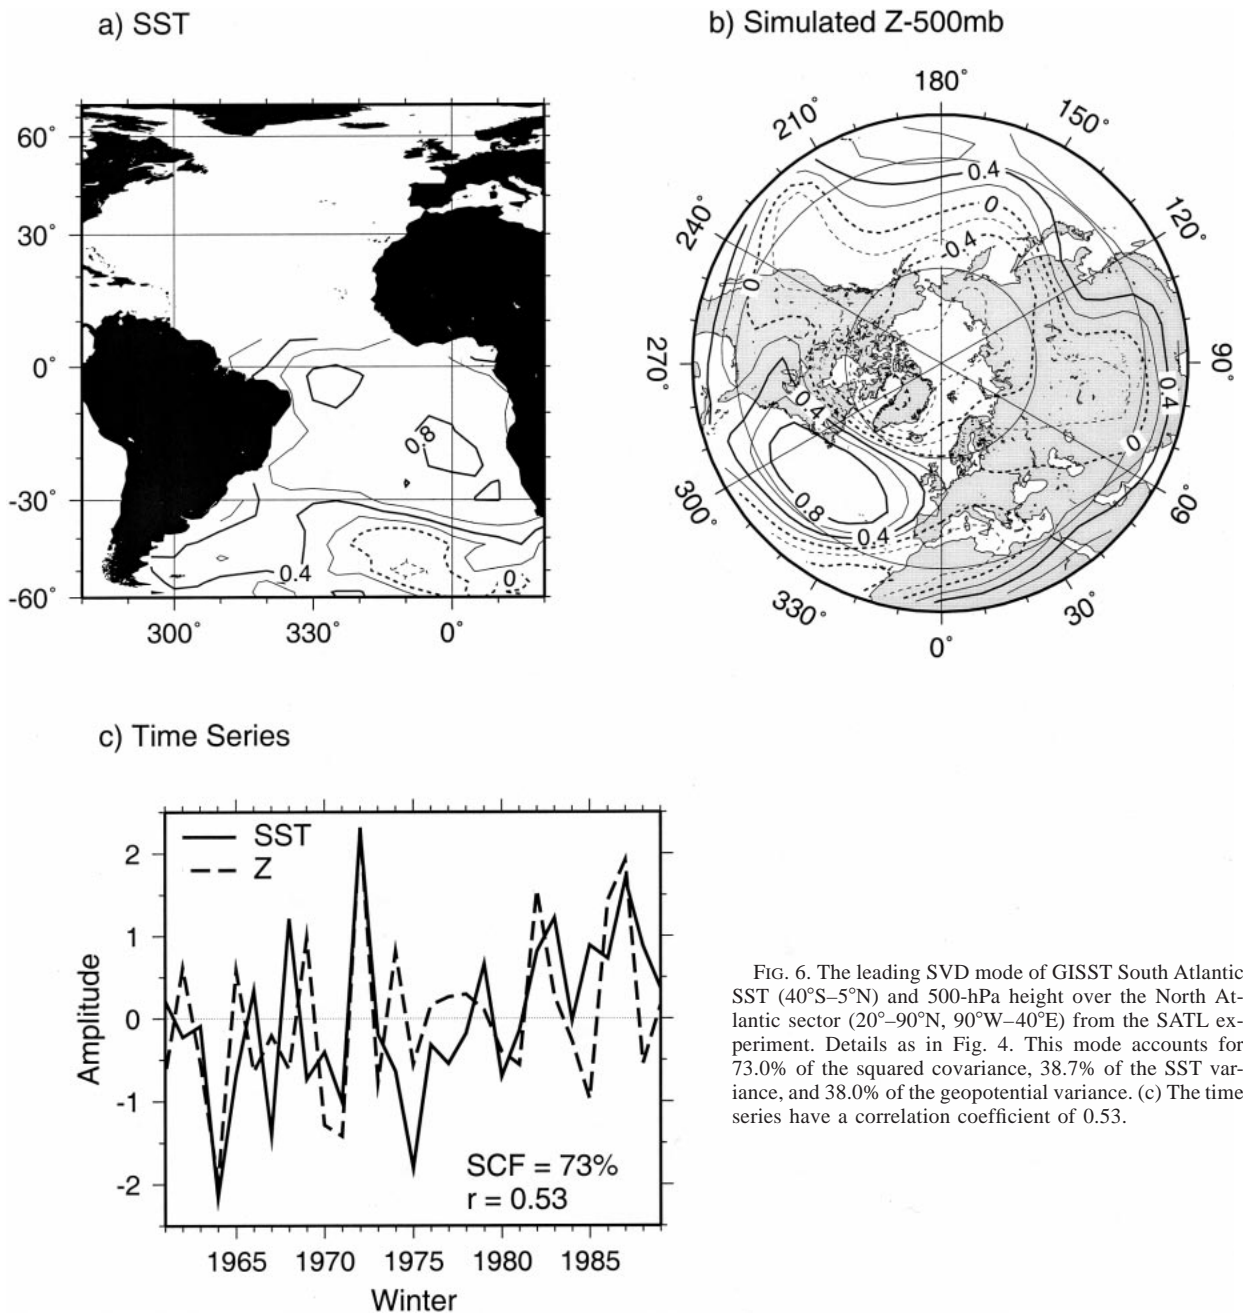 a) SST
60°
30°
0°
-30°
-60°
300°
330°
0°
0.8
0.4
0
b) Simulated Z-500mb
180°
210°
150°
240°
120°
270°
90°
300°
60°
330°
30°
0°
0.4
0
-0.4
0
0.4
0.4
0
0.8
0.4
c) Time Series
SST
Z
2
1
0
-1
-2
Amplitude
SCF = 73%
r = 0.53
1965
1970
1975
1980
1985
Winter
FIG. 6. The leading SVD mode of GISST South Atlantic
SST (40°S–5°N) and 500-hPa height over the North At-
lantic sector (20°–90°N, 90°W–40°E) from the SATL ex-
periment. Details as in Fig. 4. This mode accounts for
73.0% of the squared covariance, 38.7% of the SST var-
iance, and 38.0% of the geopotential variance. (c) The time
series have a correlation coefficient of 0.53.